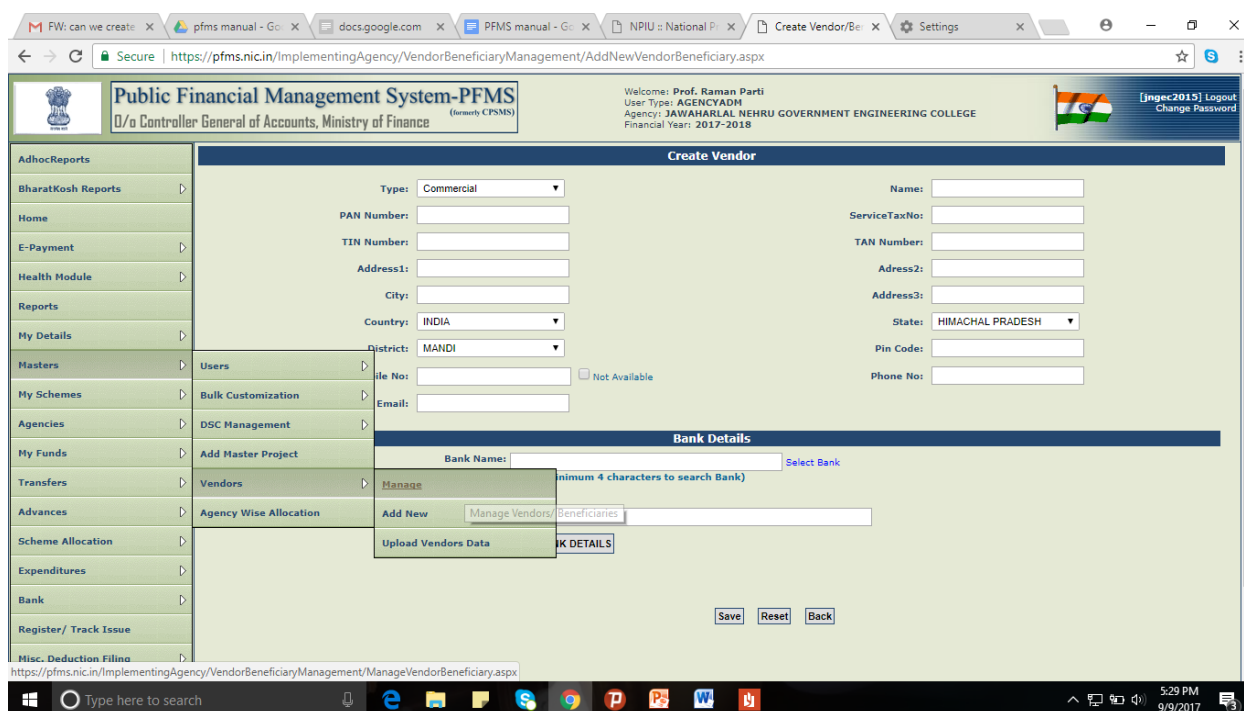 FW: can we create
pfms manual - Go
docs.google.com
PFMS manual - Go
NPIU :: National Pr
Create Vendor/Be
Settings
Secure | https://pfms.nic.in/ImplementingAgency/VendorBeneficiaryManagement/AddNewVendorBeneficiary.aspx
Public Financial Management System-PFMS
(formerly CPSMS)
O/o Controller General of Accounts, Ministry of Finance
Welcome: Prof. Raman Parti
User Type: AGENCYADM
Agency: JAWAHARLAL NEHRU GOVERNMENT ENGINEERING COLLEGE
Financial Year: 2017-2018
[jngec2015] Logout
Change Password
AdhocReports
BharatKosh Reports
Home
E-Payment
Health Module
Reports
My Details
Masters
My Schemes
Agencies
My Funds
Transfers
Advances
Scheme Allocation
Expenditures
Bank
Register/ Track Issue
Misc. Deduction Filing
Users
Bulk Customization
DSC Management
Add Master Project
Vendors
Agency Wise Allocation
Manage
Add New
Upload Vendors Data
Manage Vendors/ Beneficiaries
Create Vendor
Type: Commercial
Name:
PAN Number:
ServiceTaxNo:
TIN Number:
TAN Number:
Address1:
Adress2:
City:
Address3:
Country: INDIA
State: HIMACHAL PRADESH
District: MANDI
Pin Code:
ile No:
Not Available
Phone No:
Email:
Bank Details
Bank Name:
Select Bank
inimum 4 characters to search Bank)
NK DETAILS
Save Reset Back
https://pfms.nic.in/ImplementingAgency/VendorBeneficiaryManagement/ManageVendorBeneficiary.aspx
Type here to search
5:29 PM
9/9/2017
3